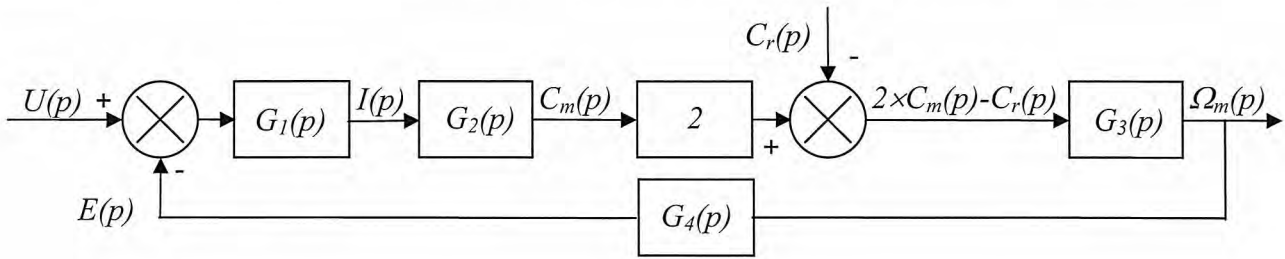 C_r(p)
-
U(p) + G_1(p) I(p) G_2(p) C_m(p) 2 + 2×C_m(p)-C_r(p) G_3(p) Ω_m(p)
-
E(p) G_4(p)